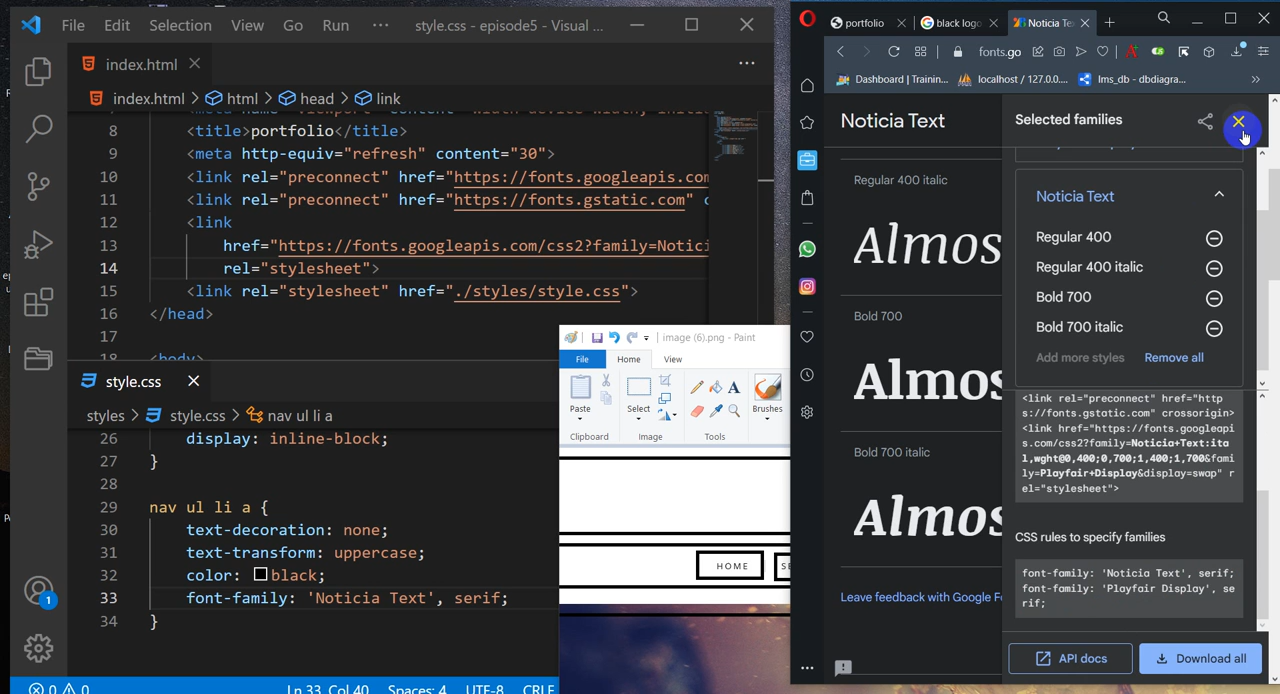 File Edit Selection View Go Run ··· style.css - episode5 - Visual ...
index.html
index.html > html > head > link
8 <title>portfolio</title>
9 <meta http-equiv="refresh" content="30">
10 <link rel="preconnect" href="https://fonts.googleapis.com
11 <link rel="preconnect" href="https://fonts.gstatic.com" c
12 <link
13 href="https://fonts.googleapis.com/css2?family=Notici
14 rel="stylesheet">
15 <link rel="stylesheet" href="./styles/style.css">
16 </head>
17
18 <body>
style.css
styles > style.css > nav ul li a
26 display: inline-block;
27 }
28
29 nav ul li a {
30 text-decoration: none;
31 text-transform: uppercase;
32 color: black;
33 font-family: 'Noticia Text', serif;
34 }
1
0 0 Ln 33, Col 40 Spaces: 4 UTF-8 CRLF
image (6).png - Paint
File Home View
Paste Select Brushes
Clipboard Image Tools
HOME SE
portfolio black logo Noticia Te
fonts.go
Dashboard | Trainin... localhost / 127.0.0.... lms_db - dbdiagra... »
Noticia Text
Regular 400 italic
Almos
Bold 700
Almos
Bold 700 italic
Almos
Leave feedback with Google Fo
Selected families
Noticia Text
Regular 400
Regular 400 italic
Bold 700
Bold 700 italic
Add more styles Remove all
<link rel="preconnect" href="http
s://fonts.gstatic.com" crossorigin>
<link href="https://fonts.googleapi
s.com/css2?family=Noticia+Text:ita
l,wght@0,400;0,700;1,400;1,700&fami
ly=Playfair+Display&display=swap" r
el="stylesheet">
CSS rules to specify families
font-family: 'Noticia Text', serif;
font-family: 'Playfair Display', se
rif;
API docs Download all